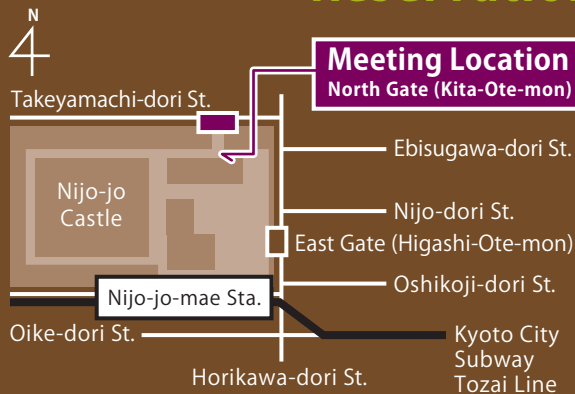 N
Meeting Location
North Gate (Kita-Ote-mon)
Takeyamachi-dori St.
Ebisugawa-dori St.
Nijo-jo
Castle
Nijo-dori St.
East Gate (Higashi-Ote-mon)
Oshikoji-dori St.
Nijo-jo-mae Sta.
Oike-dori St.
Kyoto City
Subway
Tozai Line
Horikawa-dori St.